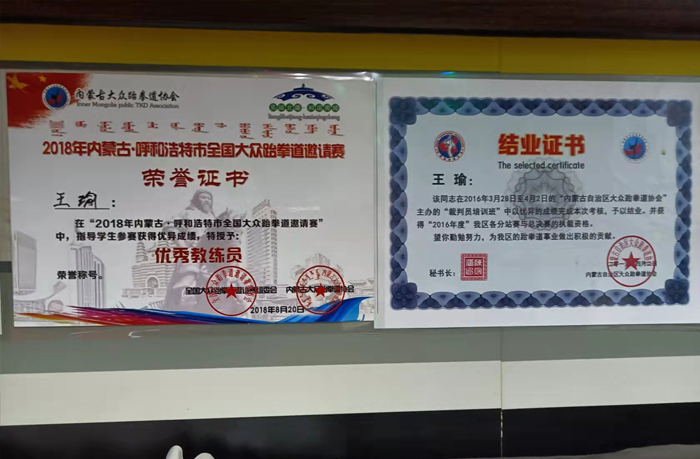 内蒙古大众跆拳道协会
Inner Mongolia public TKD Association
2018年内蒙古·呼和浩特市全国大众跆拳道邀请赛
荣誉证书
王瑜:
在“2018年内蒙古·呼和浩特市全国大众跆拳道邀请赛”
中，指导学生参赛获得优异成绩，特授予:
优秀教练员
荣誉称号。
内蒙古大众跆拳道协会
2018年8月20日
结业证书
The selected certificate
王 瑜:
该同志在2016年3月28日至4月2日的“内蒙古自治区大众跆拳道协会”
主办的“裁判员培训班”中以优异的成绩完成本次考核，予以结业。并获
得“2016年度”我区各分站赛与总决赛的执裁资格。
望你勤勉努力，为我区的跆拳道事业做出积极的贡献。
秘书长:
内蒙古自治区大众跆拳道协会